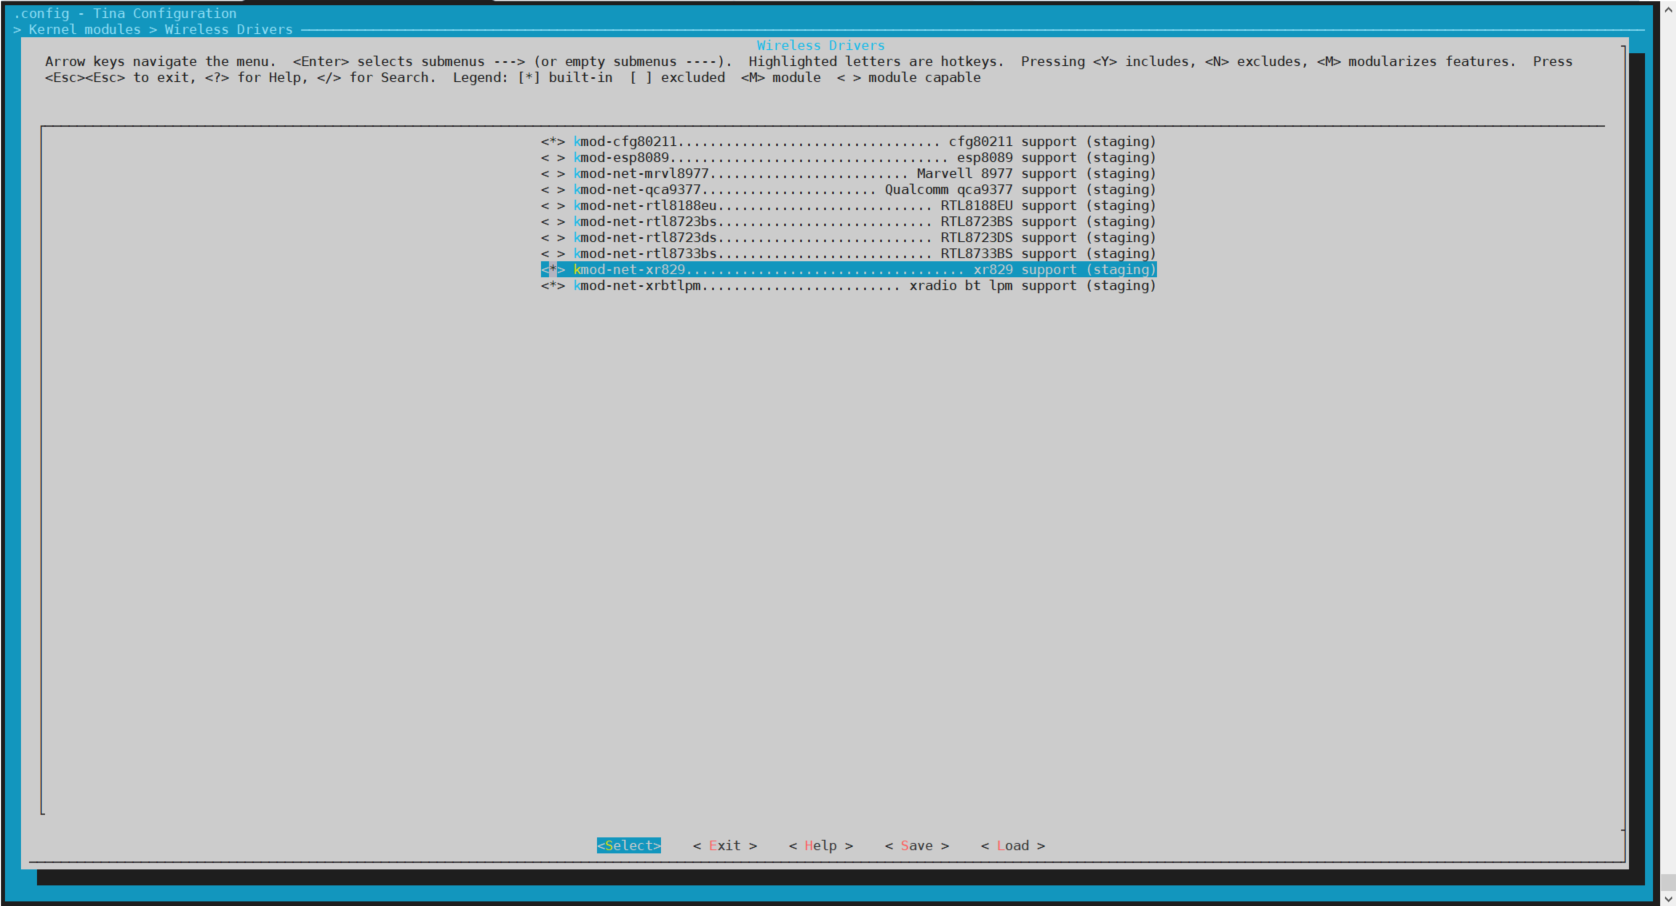 .config - Tina Configuration
> Kernel modules > Wireless Drivers
Wireless Drivers
Arrow keys navigate the menu.  <Enter> selects submenus ---> (or empty submenus ----).  Highlighted letters are hotkeys.  Pressing <Y> includes, <N> excludes, <M> modularizes features.  Press
<Esc><Esc> to exit, <?> for Help, </> for Search.  Legend: [*] built-in  [ ] excluded  <M> module  < > module capable
<*> kmod-cfg80211................................. cfg80211 support (staging)
< > kmod-esp8089................................... esp8089 support (staging)
< > kmod-net-mrvl8977......................... Marvell 8977 support (staging)
< > kmod-net-qca9377...................... Qualcomm qca9377 support (staging)
< > kmod-net-rtl8188eu........................... RTL8188EU support (staging)
< > kmod-net-rtl8723bs........................... RTL8723BS support (staging)
< > kmod-net-rtl8723ds........................... RTL8723DS support (staging)
< > kmod-net-rtl8733bs........................... RTL8733BS support (staging)
<*> kmod-net-xr829................................... xr829 support (staging)
<*> kmod-net-xrbtlpm......................... xradio bt lpm support (staging)
<Select>    < Exit >    < Help >    < Save >    < Load >